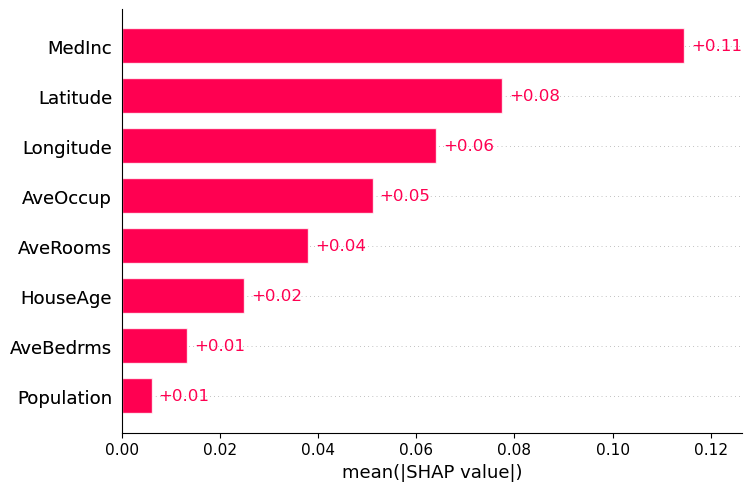 MedInc +0.11
Latitude +0.08
Longitude +0.06
AveOccup +0.05
AveRooms +0.04
HouseAge +0.02
AveBedrms +0.01
Population +0.01
0.00 0.02 0.04 0.06 0.08 0.10 0.12
mean(|SHAP value|)